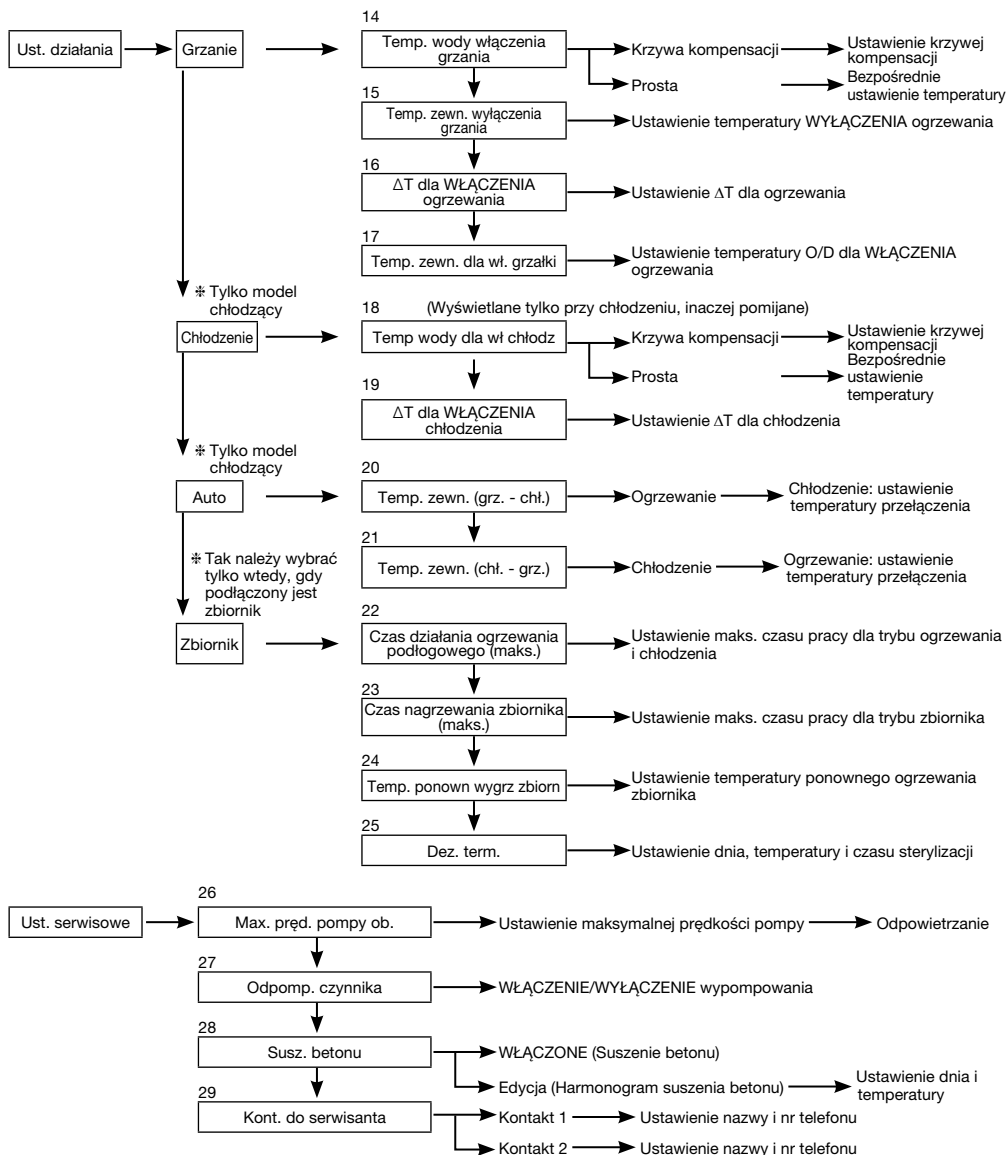 14
Ust. działania
Grzanie
Temp. wody włączenia
grzania
Krzywa kompensacji
Ustawienie krzywej
kompensacji
Prosta
Bezpośrednie
ustawienie temperatury
15
Temp. zewn. wyłączenia
grzania
Ustawienie temperatury WYŁĄCZENIA ogrzewania
16
ΔT dla WŁĄCZENIA
ogrzewania
Ustawienie ΔT dla ogrzewania
17
Temp. zewn. dla wł. grzałki
Ustawienie temperatury O/D dla WŁĄCZENIA
ogrzewania
❉ Tylko model
chłodzący
18
(Wyświetlane tylko przy chłodzeniu, inaczej pomijane)
Chłodzenie
Temp wody dla wł chłodz
Krzywa kompensacji
Ustawienie krzywej
kompensacji
Prosta
Bezpośrednie
ustawienie
temperatury
19
ΔT dla WŁĄCZENIA
chłodzenia
Ustawienie ΔT dla chłodzenia
❉ Tylko model
chłodzący
20
Auto
Temp. zewn. (grz. - chł.)
Ogrzewanie
Chłodzenie: ustawienie
temperatury przełączenia
21
Temp. zewn. (chł. - grz.)
Chłodzenie
Ogrzewanie: ustawienie
temperatury przełączenia
❉ Tak należy wybrać
tylko wtedy, gdy
podłączony jest
zbiornik
22
Zbiornik
Czas działania ogrzewania
podłogowego (maks.)
Ustawienie maks. czasu pracy dla trybu ogrzewania
i chłodzenia
23
Czas nagrzewania zbiornika
(maks.)
Ustawienie maks. czasu pracy dla trybu zbiornika
24
Temp. ponown wygrz zbiorn
Ustawienie temperatury ponownego ogrzewania
zbiornika
25
Dez. term.
Ustawienie dnia, temperatury i czasu sterylizacji
26
Ust. serwisowe
Max. pręd. pompy ob.
Ustawienie maksymalnej prędkości pompy
Odpowietrzanie
27
Odpomp. czynnika
WŁĄCZENIE/WYŁĄCZENIE wypompowania
28
Susz. betonu
WŁĄCZONE (Suszenie betonu)
Edycja (Harmonogram suszenia betonu)
Ustawienie dnia i
temperatury
29
Kont. do serwisanta
Kontakt 1
Ustawienie nazwy i nr telefonu
Kontakt 2
Ustawienie nazwy i nr telefonu